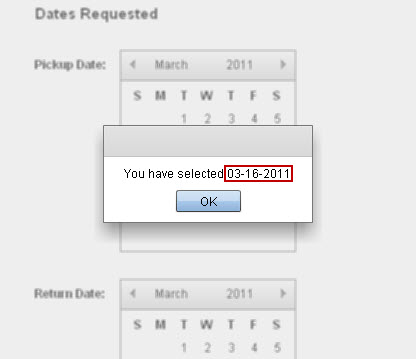 Dates Requested
Pickup Date:
March 2011
S M T W T F S
1 2 3 4 5
You have selected 03-16-2011
OK
Return Date:
March 2011
S M T W T F S
1 2 3 4 5